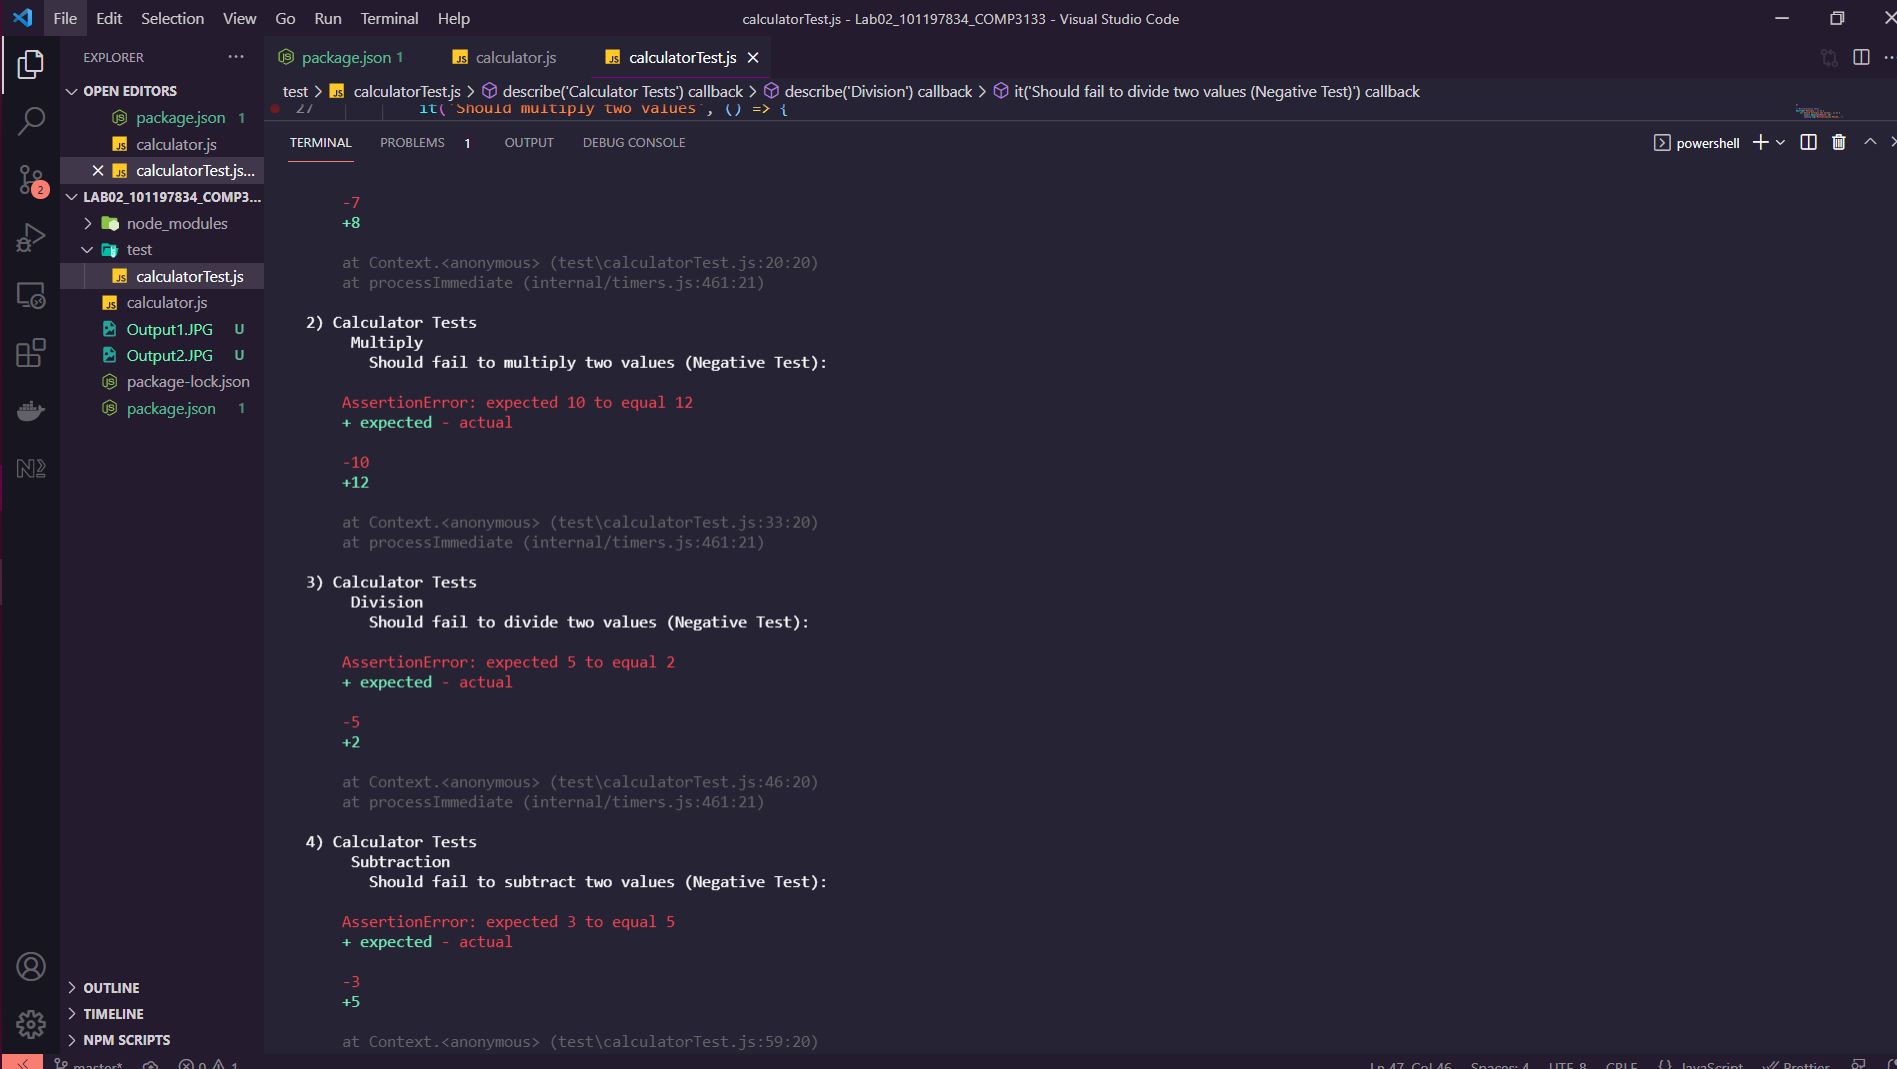 File Edit Selection View Go Run Terminal Help
calculatorTest.js - Lab02_101197834_COMP3133 - Visual Studio Code
EXPLORER
OPEN EDITORS
package.json 1
calculator.js
calculatorTest.js...
LAB02_101197834_COMP3...
node_modules
test
calculatorTest.js
calculator.js
Output1.JPG U
Output2.JPG U
package-lock.json
package.json 1
OUTLINE
TIMELINE
NPM SCRIPTS
2
package.json 1 calculator.js calculatorTest.js
test > calculatorTest.js > describe('Calculator Tests') callback > describe('Division') callback > it('Should fail to divide two values (Negative Test)') callback
27 it('Should multiply two values', () => {
TERMINAL PROBLEMS 1 OUTPUT DEBUG CONSOLE
powershell
-7
+8
at Context.<anonymous> (test\calculatorTest.js:20:20)
at processImmediate (internal/timers.js:461:21)
2) Calculator Tests
Multiply
Should fail to multiply two values (Negative Test):
AssertionError: expected 10 to equal 12
+ expected - actual
-10
+12
at Context.<anonymous> (test\calculatorTest.js:33:20)
at processImmediate (internal/timers.js:461:21)
3) Calculator Tests
Division
Should fail to divide two values (Negative Test):
AssertionError: expected 5 to equal 2
+ expected - actual
-5
+2
at Context.<anonymous> (test\calculatorTest.js:46:20)
at processImmediate (internal/timers.js:461:21)
4) Calculator Tests
Subtraction
Should fail to subtract two values (Negative Test):
AssertionError: expected 3 to equal 5
+ expected - actual
-3
+5
at Context.<anonymous> (test\calculatorTest.js:59:20)
master* 0 1
Ln 47, Col 46 Spaces: 4 UTF-8 CRLF {} JavaScript Prettier